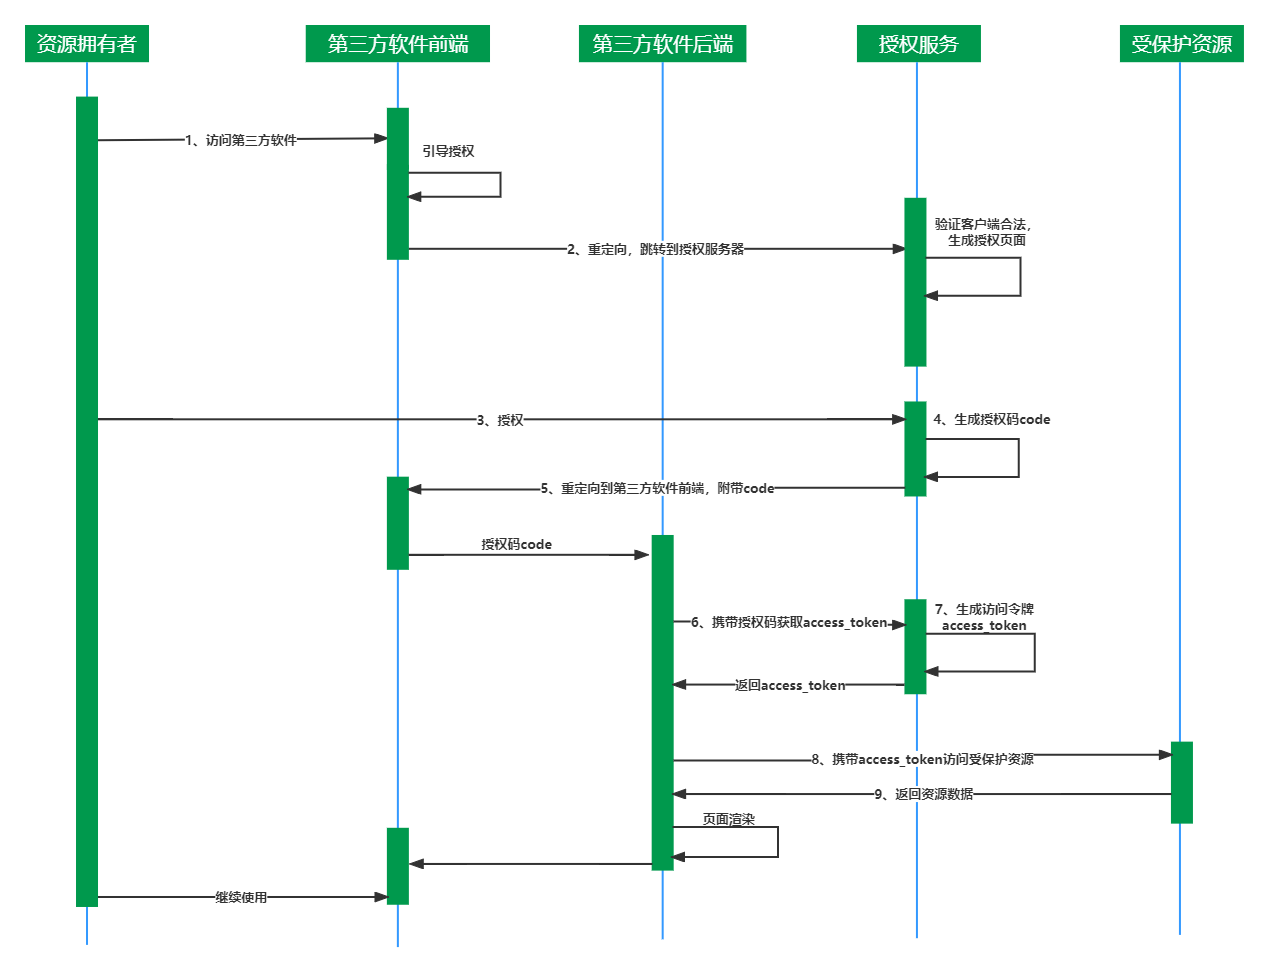 资源拥有者
第三方软件前端
第三方软件后端
授权服务
受保护资源
1、访问第三方软件
引导授权
2、重定向，跳转到授权服务器
验证客户端合法，
生成授权页面
3、授权
4、生成授权码code
5、重定向到第三方软件前端，附带code
授权码code
6、携带授权码获取access_token
7、生成访问令牌
access_token
返回access_token
8、携带access_token访问受保护资源
9、返回资源数据
页面渲染
继续使用